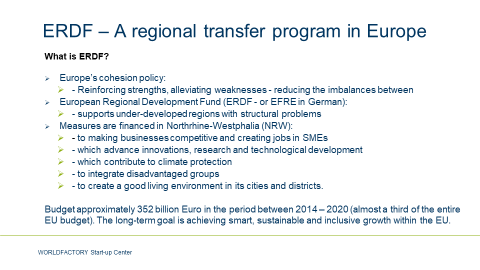 ERDF – A regional transfer program in Europe
What is ERDF?
Europe's cohesion policy:
- Reinforcing strengths, alleviating weaknesses - reducing the imbalances between
European Regional Development Fund (ERDF - or EFRE in German):
- supports under-developed regions with structural problems
Measures are financed in Northrhine-Westphalia (NRW):
- to making businesses competitive and creating jobs in SMEs
- which advance innovations, research and technological development
- which contribute to climate protection
- to integrate disadvantaged groups
- to create a good living environment in its cities and districts.
Budget approximately 352 billion Euro in the period between 2014 – 2020 (almost a third of the entire
EU budget). The long-term goal is achieving smart, sustainable and inclusive growth within the EU.
WORLDFACTORY Start-up Center